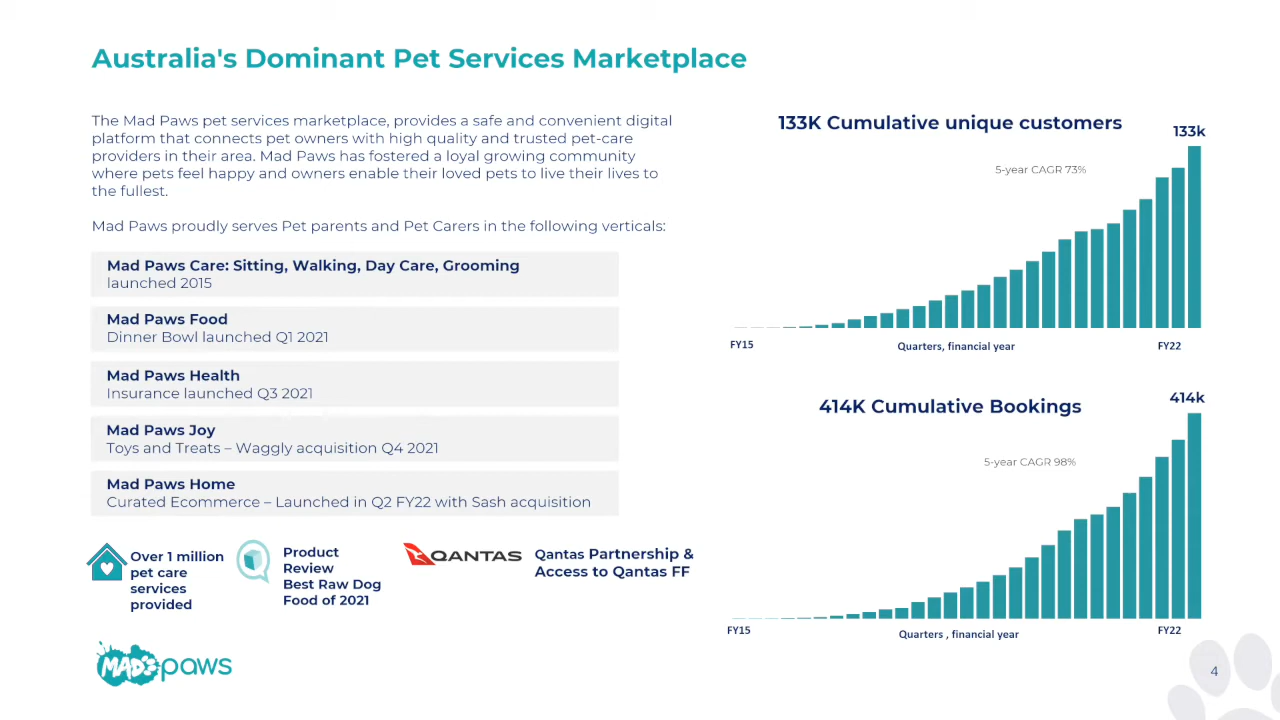 Australia's Dominant Pet Services Marketplace
The Mad Paws pet services marketplace, provides a safe and convenient digital
platform that connects pet owners with high quality and trusted pet-care
providers in their area. Mad Paws has fostered a loyal growing community
where pets feel happy and owners enable their loved pets to live their lives to
the fullest.
Mad Paws proudly serves Pet parents and Pet Carers in the following verticals:
Mad Paws Care: Sitting, Walking, Day Care, Grooming
launched 2015
Mad Paws Food
Dinner Bowl launched Q1 2021
Mad Paws Health
Insurance launched Q3 2021
Mad Paws Joy
Toys and Treats – Waggly acquisition Q4 2021
Mad Paws Home
Curated Ecommerce – Launched in Q2 FY22 with Sash acquisition
Over 1 million
pet care
services
provided
Product
Review
Best Raw Dog
Food of 2021
QANTAS
Qantas Partnership &
Access to Qantas FF
MAD paws
133K Cumulative unique customers
133k
5-year CAGR 73%
FY15
Quarters, financial year
FY22
414K Cumulative Bookings
414k
5-year CAGR 98%
FY15
Quarters , financial year
FY22
4